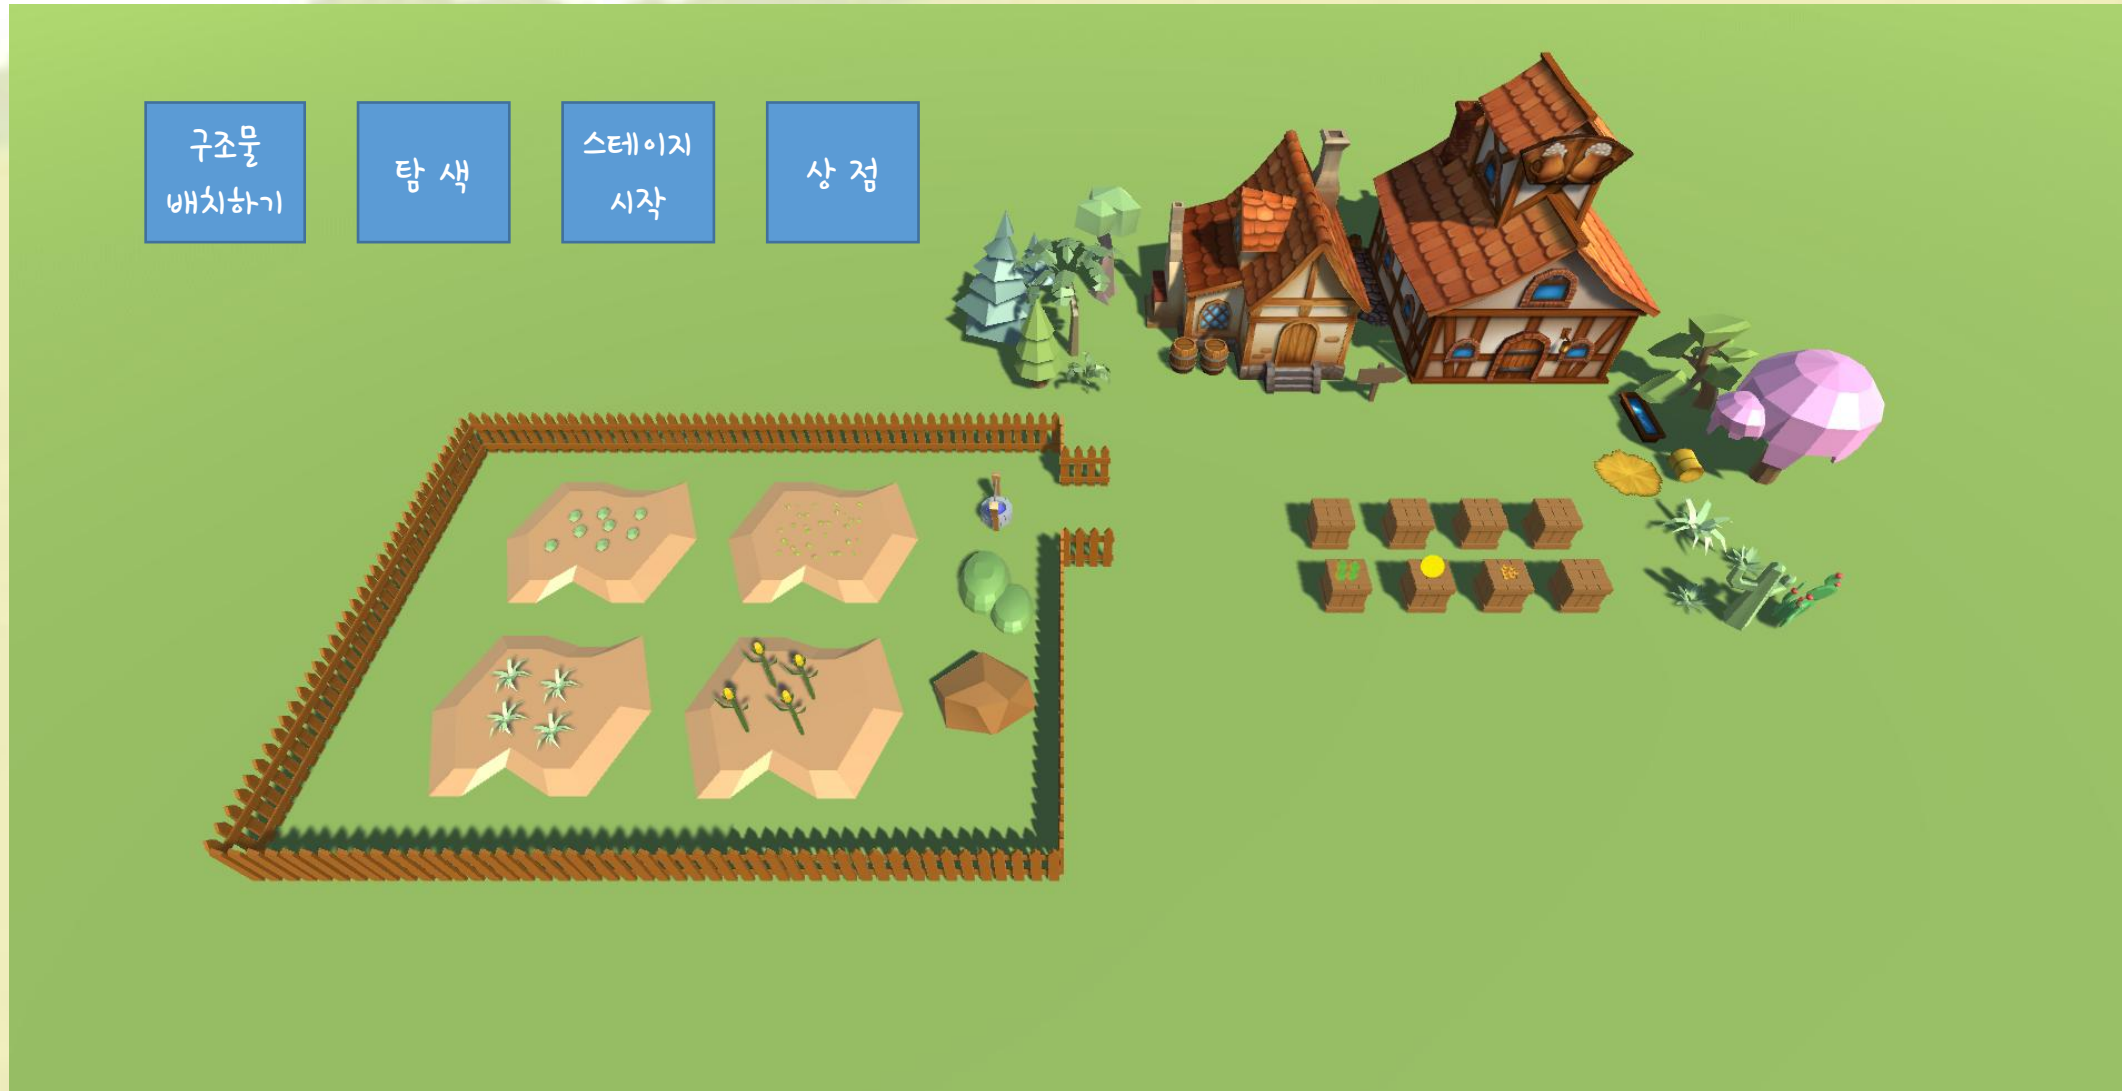 구조물
배치하기
탐 색
스테이지
시작
상 점